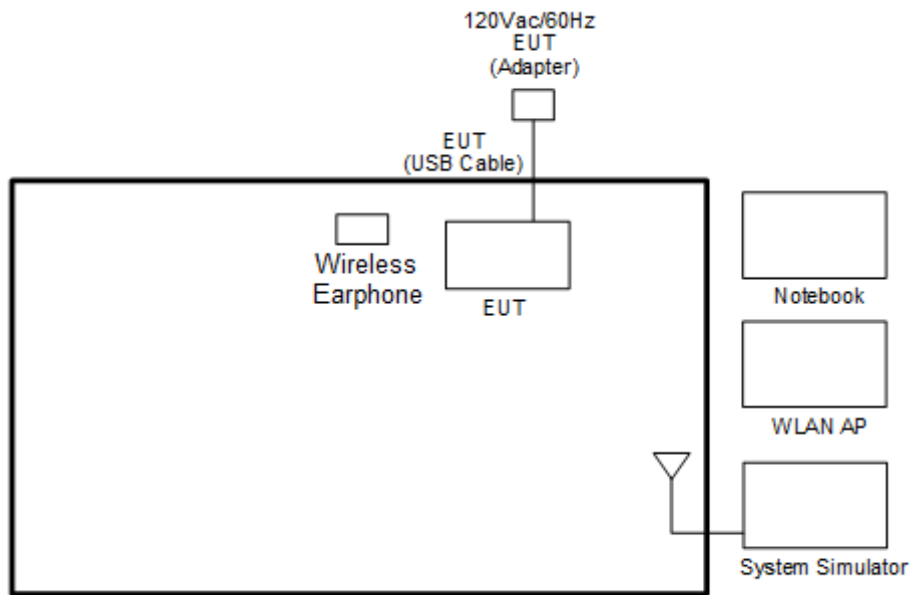 120Vac/60Hz
EUT
(Adapter)
EUT
(USB Cable)
Wireless
Earphone
EUT
Notebook
WLAN AP
System Simulator